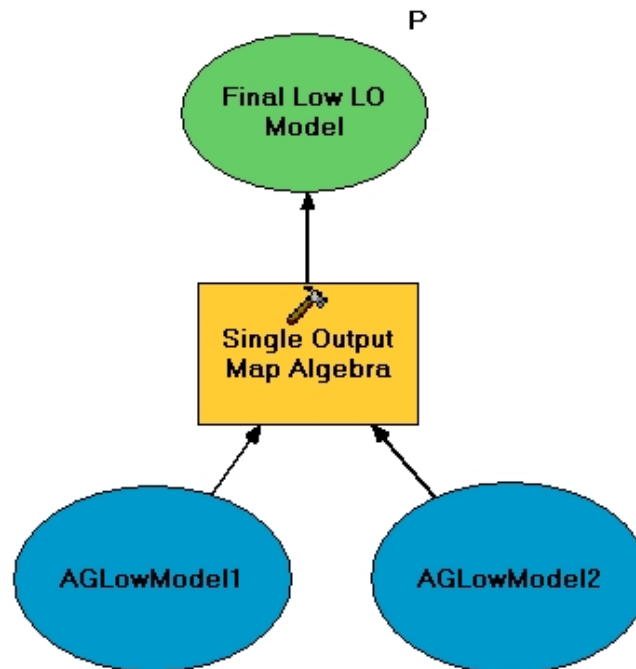 P
Final Low LO
Model
Single Output
Map Algebra
AGLowModel1
AGLowModel2